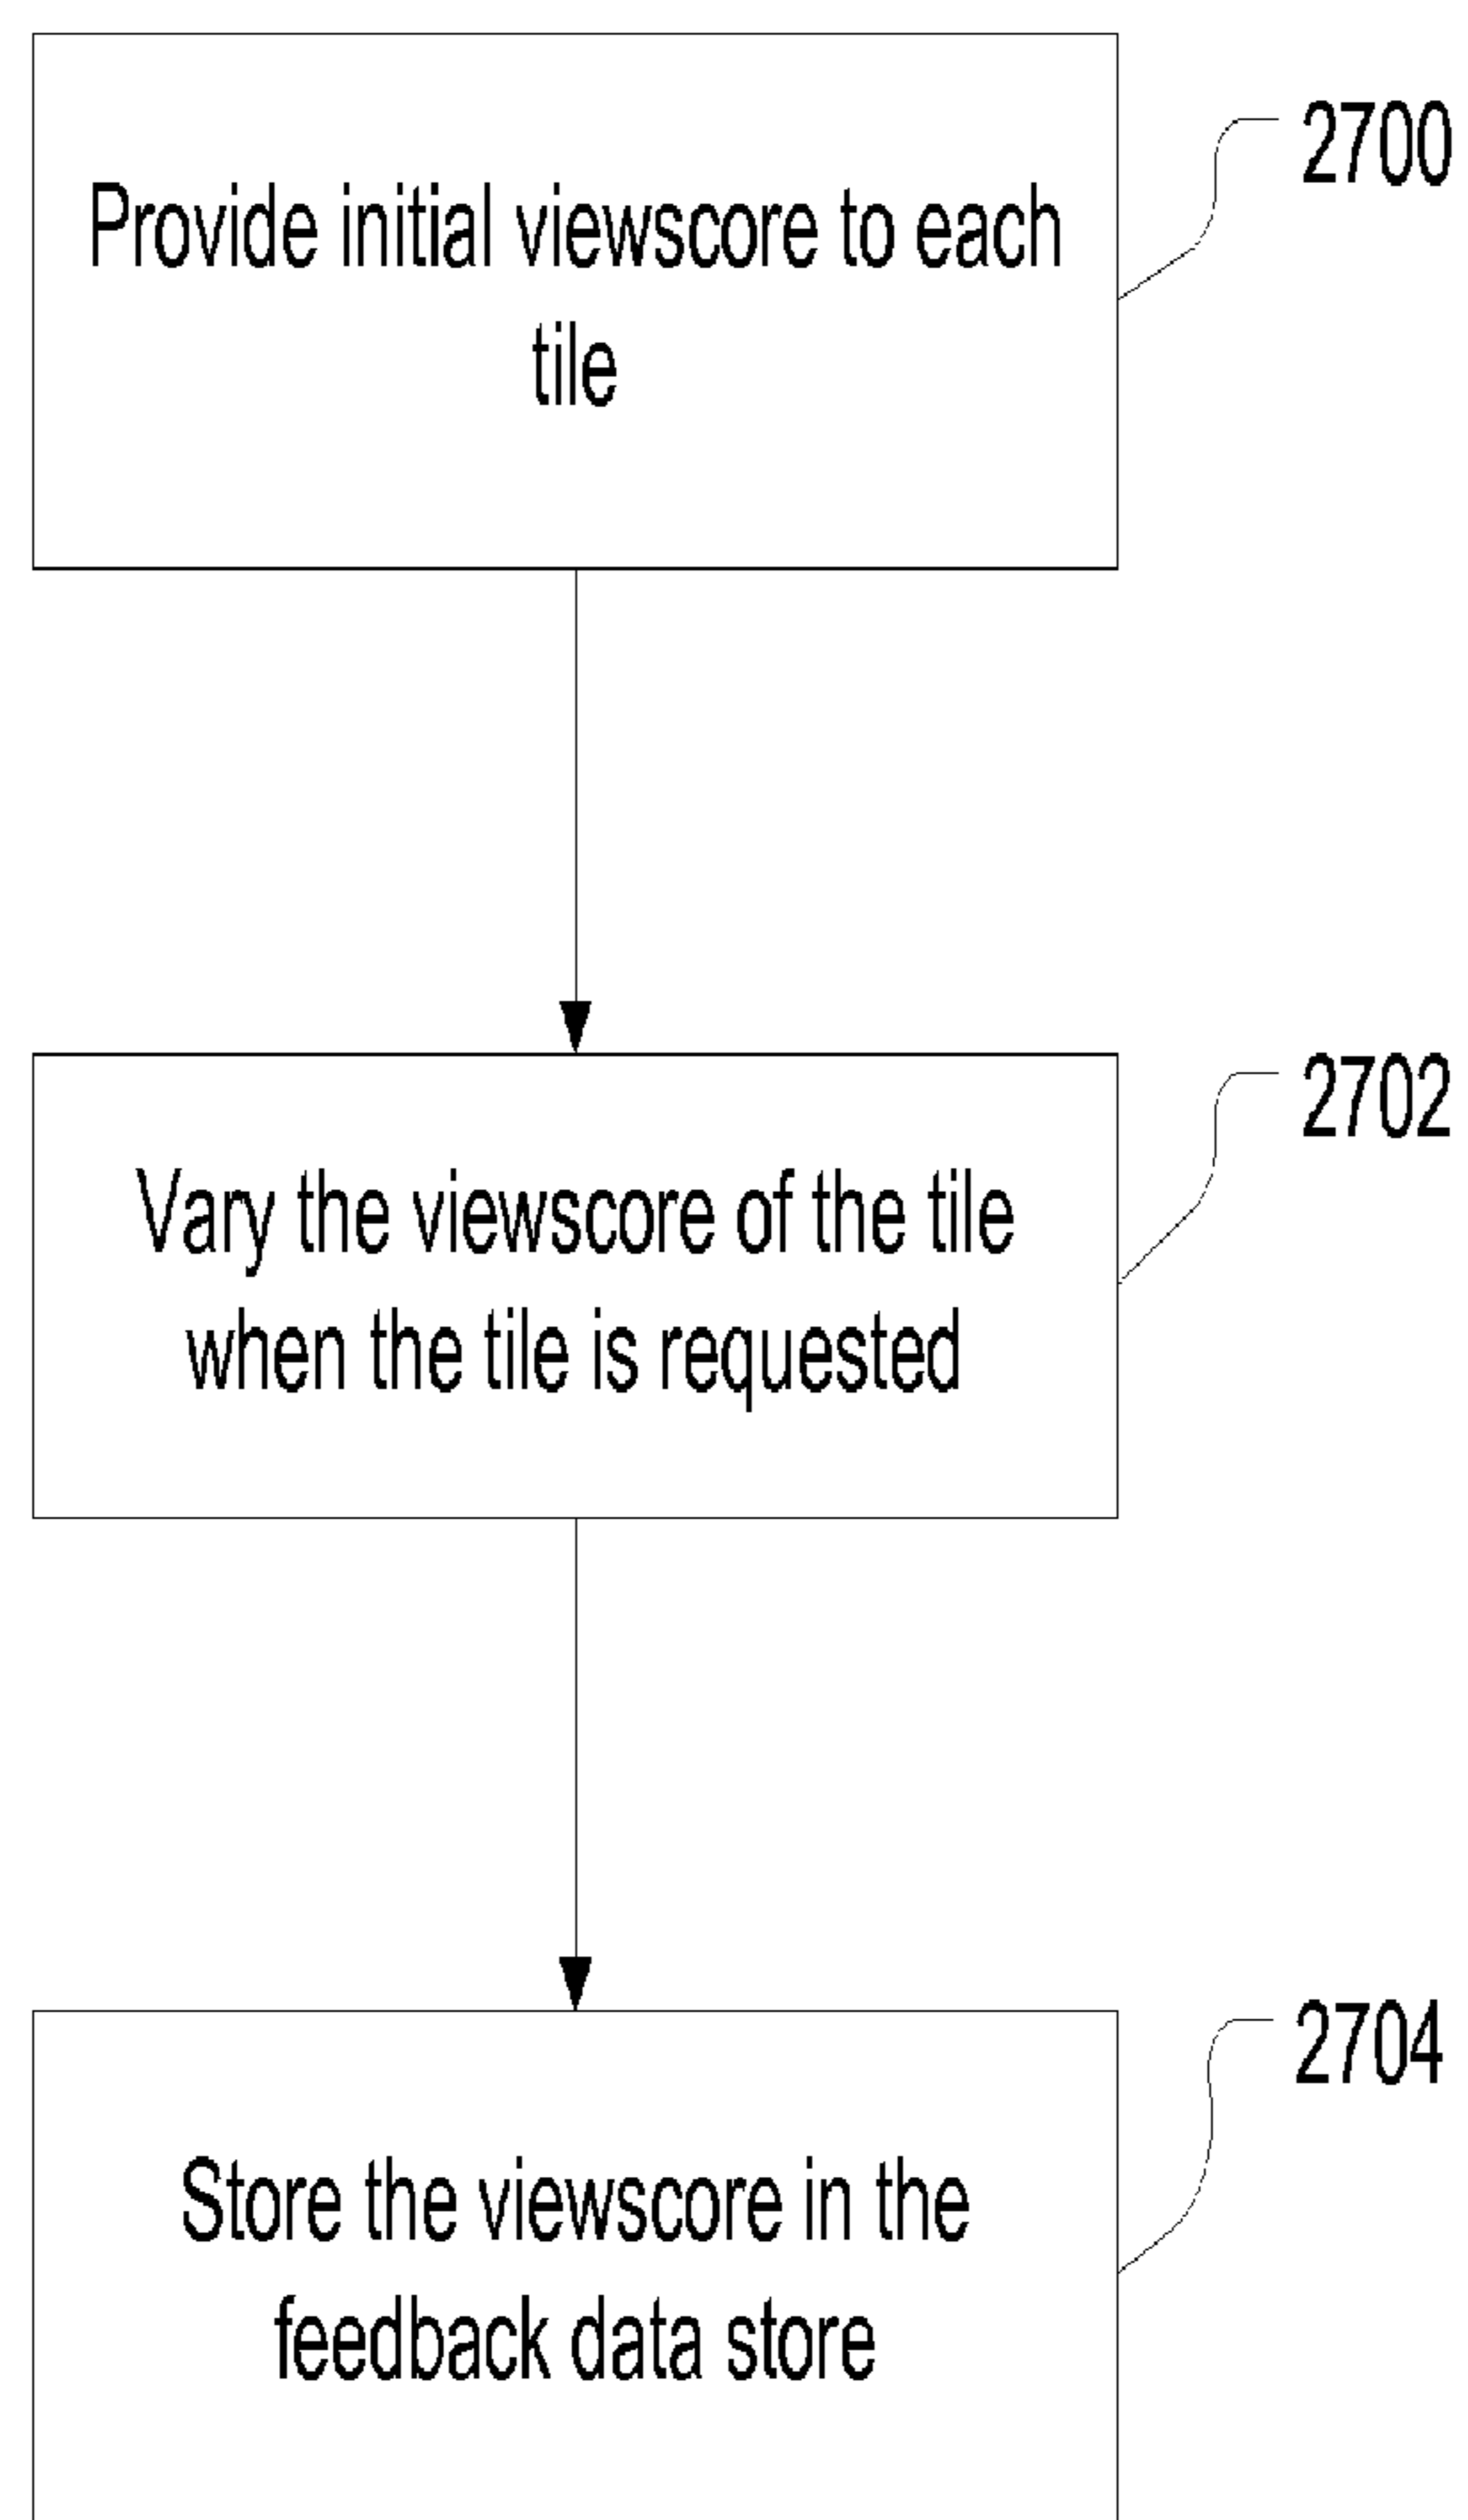 2700
Provide initial viewscore to each
tile
2702
Vary the viewscore of the tile
when the tile is requested
2704
Store the viewscore in the
feedback data store